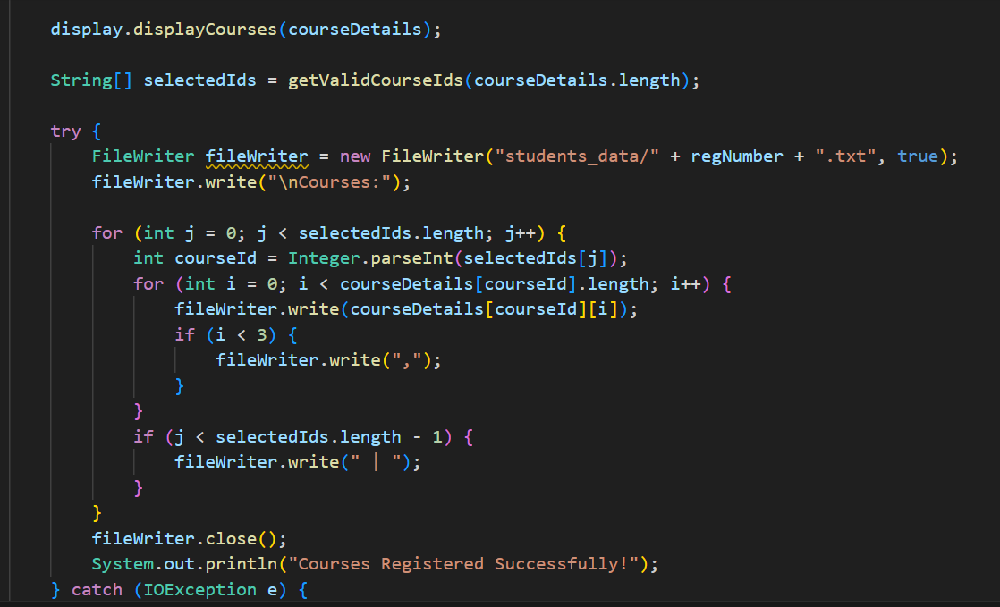 display.displayCourses(courseDetails);
String[] selectedIds = getValidCourseIds(courseDetails.length);
try {
FileWriter fileWriter = new FileWriter("students_data/" + regNumber + ".txt", true);
fileWriter.write("\nCourses:");
for (int j = 0; j < selectedIds.length; j++) {
int courseId = Integer.parseInt(selectedIds[j]);
for (int i = 0; i < courseDetails[courseId].length; i++) {
fileWriter.write(courseDetails[courseId][i]);
if (i < 3) {
fileWriter.write(",");
}
}
if (j < selectedIds.length - 1) {
fileWriter.write(" | ");
}
}
fileWriter.close();
System.out.println("Courses Registered Successfully!");
} catch (IOException e) {